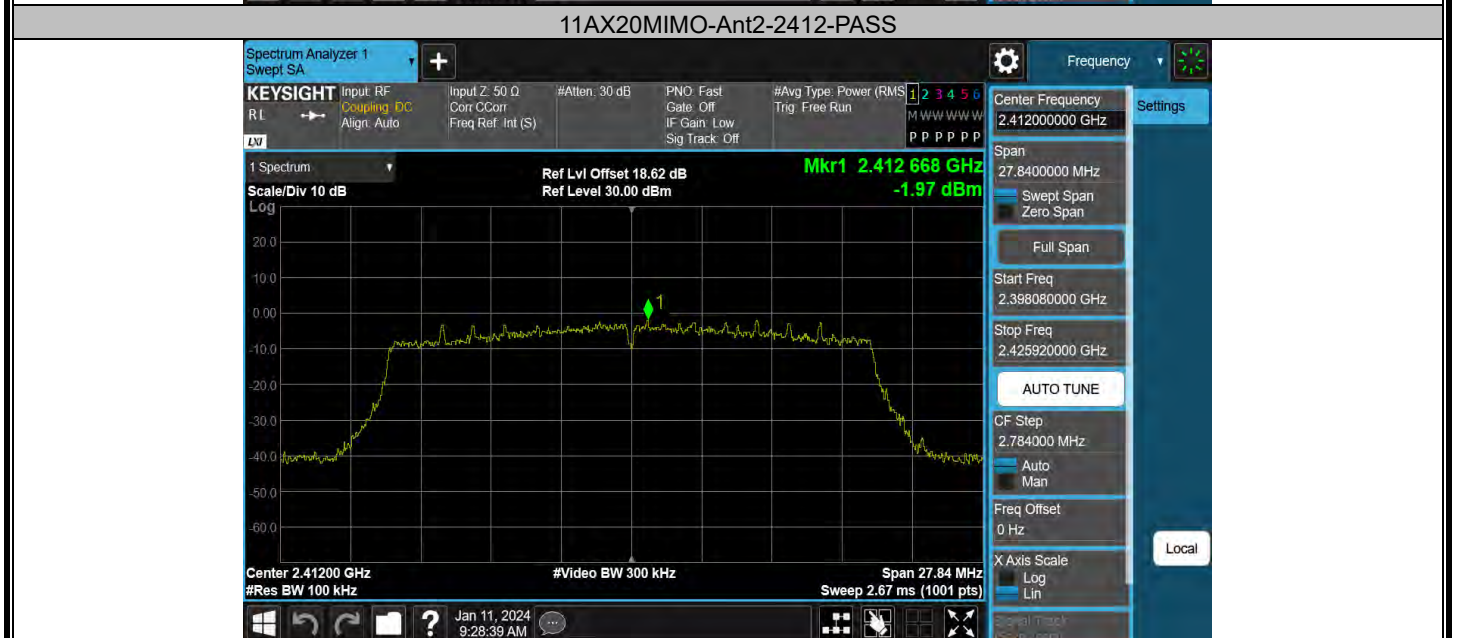 11AX20MIMO-Ant2-2412-PASS
Spectrum Analyzer 1
Swept SA
Frequency
KEYSIGHT
R L
LXI
Input: RF
Coupling: DC
Align: Auto
Input Z: 50 Ω
Corr CCorr
Freq Ref: Int (S)
#Atten: 30 dB
PNO: Fast
Gate: Off
IF Gain: Low
Sig Track: Off
#Avg Type: Power (RMS
Trig: Free Run
1 2 3 4 5 6
M W W W W W
P P P P P P
Center Frequency
2.412000000 GHz
Settings
1 Spectrum
Ref Lvl Offset 18.62 dB
Mkr1 2.412 668 GHz
Scale/Div 10 dB
Ref Level 30.00 dBm
-1.97 dBm
Log
20.0
10.0
0.00
-10.0
-20.0
-30.0
-40.0
-50.0
-60.0
1
Span
27.8400000 MHz
Swept Span
Zero Span
Full Span
Start Freq
2.398080000 GHz
Stop Freq
2.425920000 GHz
AUTO TUNE
CF Step
2.784000 MHz
Auto
Man
Freq Offset
0 Hz
X Axis Scale
Log
Lin
Local
Center 2.41200 GHz
#Video BW 300 kHz
Span 27.84 MHz
#Res BW 100 kHz
Sweep 2.67 ms (1001 pts)
?
Jan 11, 2024
9:28:39 AM
Signal Track